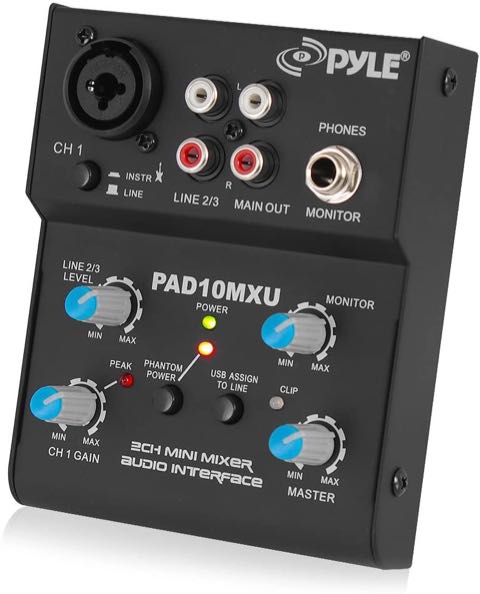 PYLE®
L
CH 1
INSTR
LINE
LINE 2/3
R
MAIN OUT
PHONES
MONITOR
LINE 2/3
LEVEL
MIN MAX
PAD10MXU
POWER
MONITOR
MIN MAX
PEAK
PHANTOM
POWER
USB ASSIGN
TO LINE
CLIP
MIN MAX
CH 1 GAIN
2CH MINI MIXER
AUDIO INTERFACE
MIN MAX
MASTER